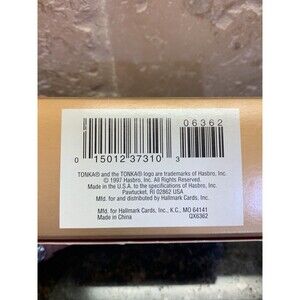 06362
0 15012 37310 3
TONKA® and the TONKA® logo are trademarks of Hasbro, Inc.
© 1997 Hasbro, Inc. All Rights Reserved.
Made in the U.S.A. to the specifications of Hasbro, Inc.
Pawtucket, RI 02862 USA
Mfd. for and distributed by Hallmark Cards, Inc.
Mfd. for Hallmark Cards, Inc., K.C., MO 64141
Made in China QX6362